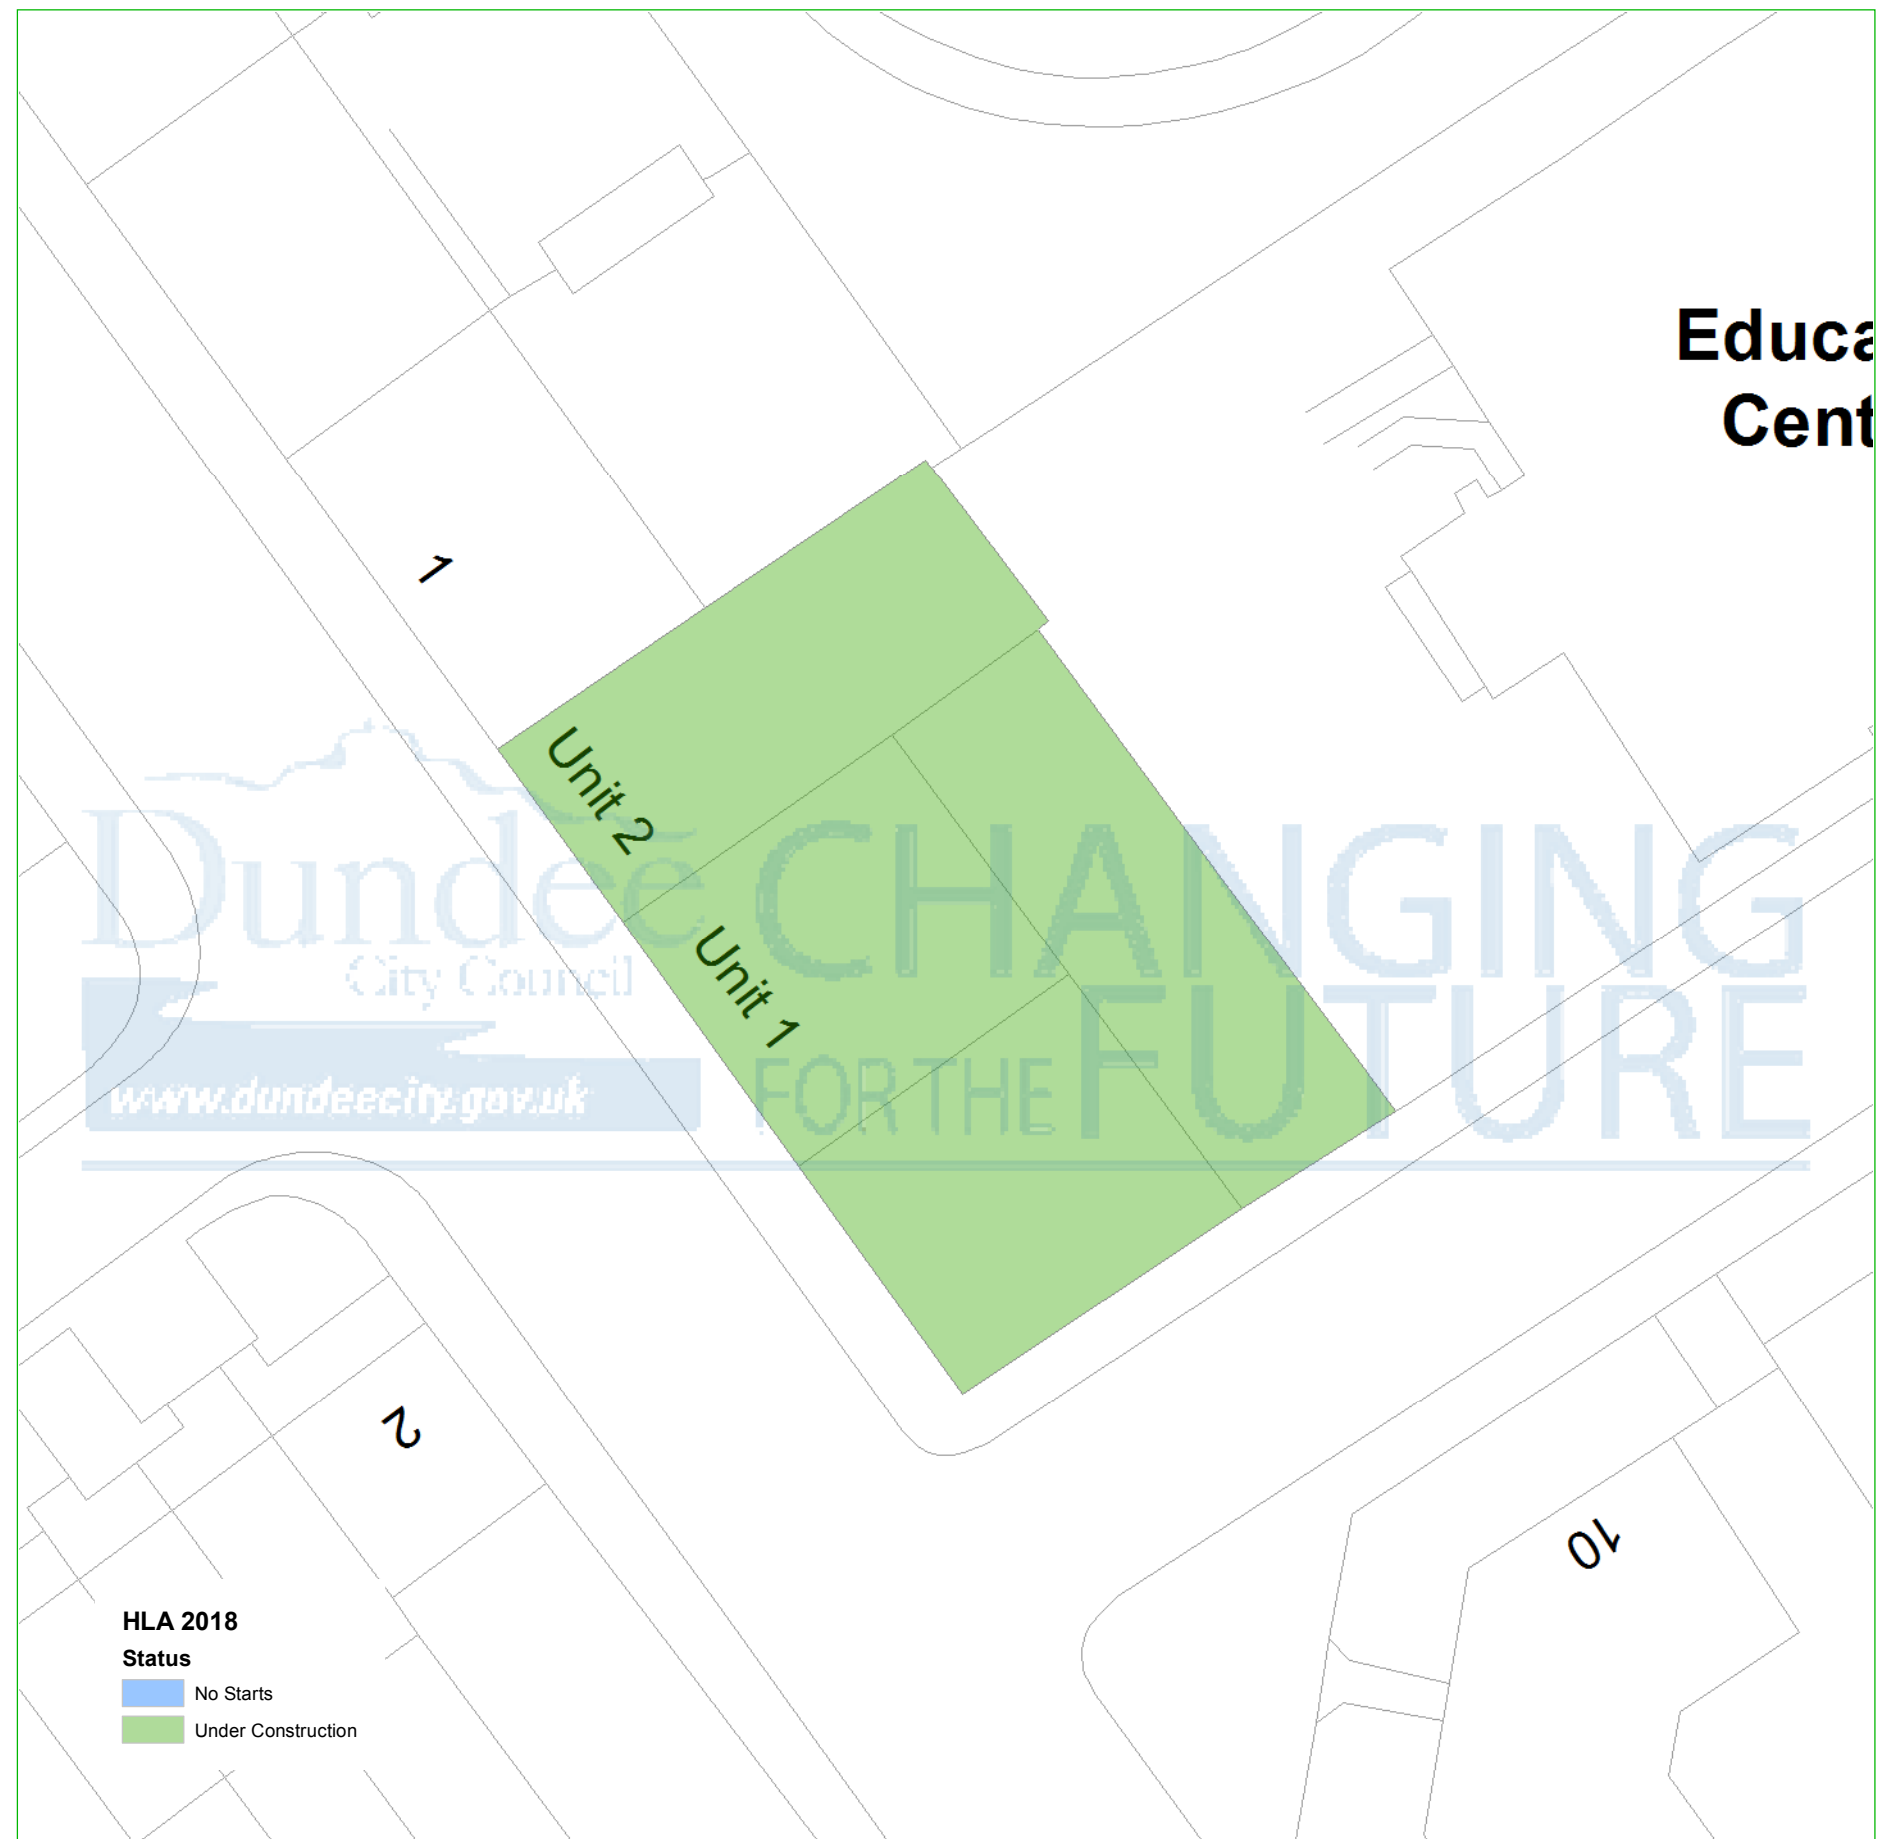 Educa
Cent
1
Unit 2
Unit 1
Dundee
City Council
www.dundeecity.gov.uk
CHANGING
FOR THE FUTURE
2
10
HLA 2018
Status
No Starts
Under Construction